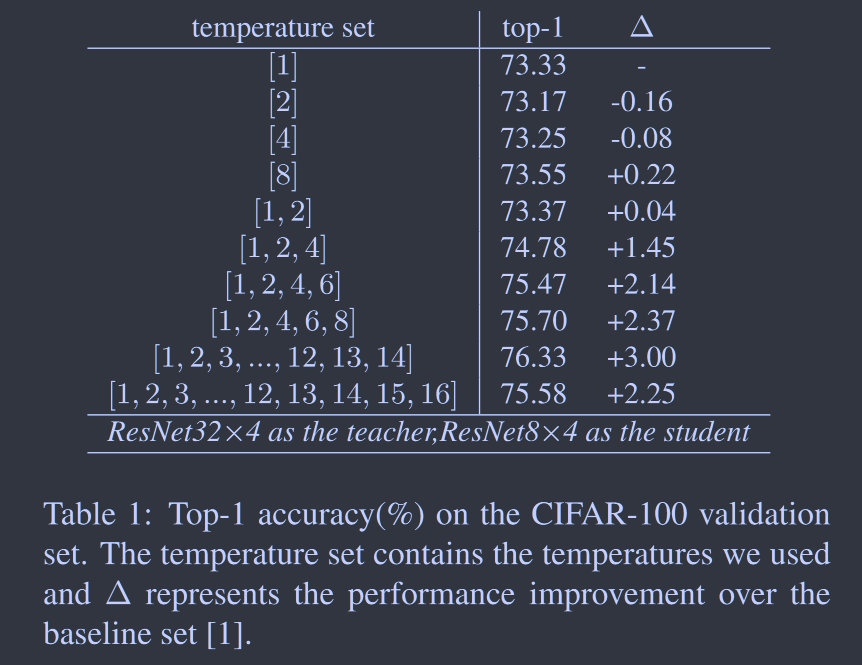 temperature set top-1 Δ
[1] 73.33 -
[2] 73.17 -0.16
[4] 73.25 -0.08
[8] 73.55 +0.22
[1, 2] 73.37 +0.04
[1, 2, 4] 74.78 +1.45
[1, 2, 4, 6] 75.47 +2.14
[1, 2, 4, 6, 8] 75.70 +2.37
[1, 2, 3, ..., 12, 13, 14] 76.33 +3.00
[1, 2, 3, ..., 12, 13, 14, 15, 16] 75.58 +2.25
ResNet32×4 as the teacher,ResNet8×4 as the student
Table 1: Top-1 accuracy(%) on the CIFAR-100 validation
set. The temperature set contains the temperatures we used
and Δ represents the performance improvement over the
baseline set [1].